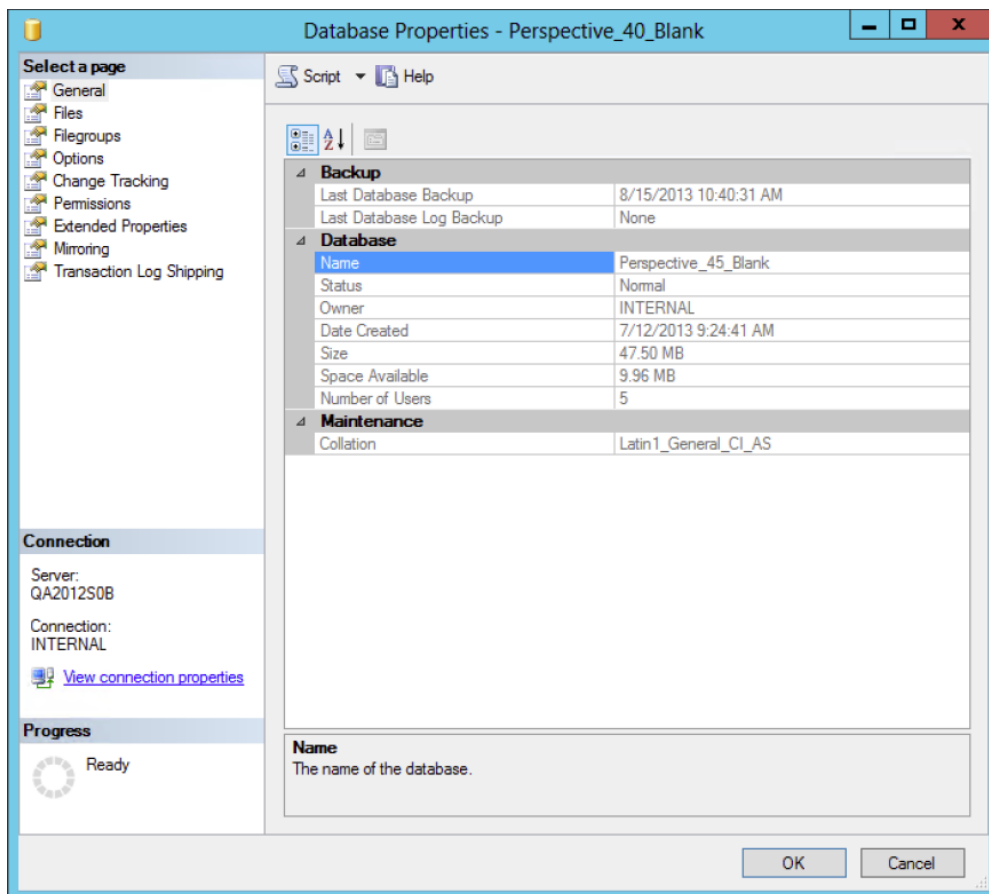 Database Properties - Perspective_40_Blank
Select a page
General
Files
Filegroups
Options
Change Tracking
Permissions
Extended Properties
Mirroring
Transaction Log Shipping
Script Help
Backup
Last Database Backup 8/15/2013 10:40:31 AM
Last Database Log Backup None
Database
Name Perspective_45_Blank
Status Normal
Owner INTERNAL
Date Created 7/12/2013 9:24:41 AM
Size 47.50 MB
Space Available 9.96 MB
Number of Users 5
Maintenance
Collation Latin1_General_CI_AS
Connection
Server:
QA2012S0B
Connection:
INTERNAL
View connection properties
Progress
Ready
Name
The name of the database.
OK Cancel